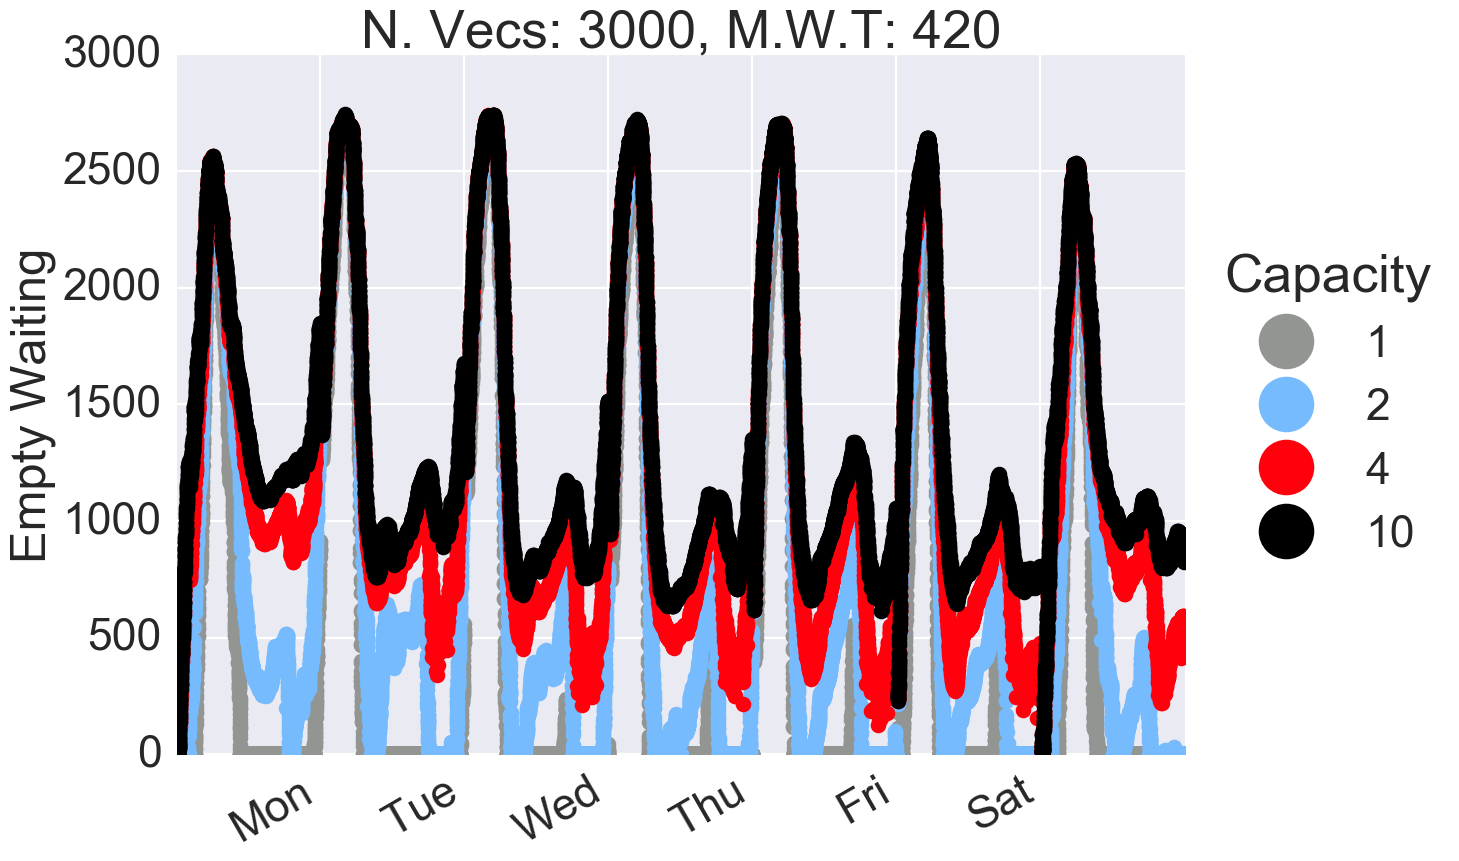 N. Vecs: 3000, M.W.T: 420
3000
2500
2000
1500
1000
500
0
Empty Waiting
Mon
Tue
Wed
Thu
Fri
Sat
Capacity
1
2
4
10